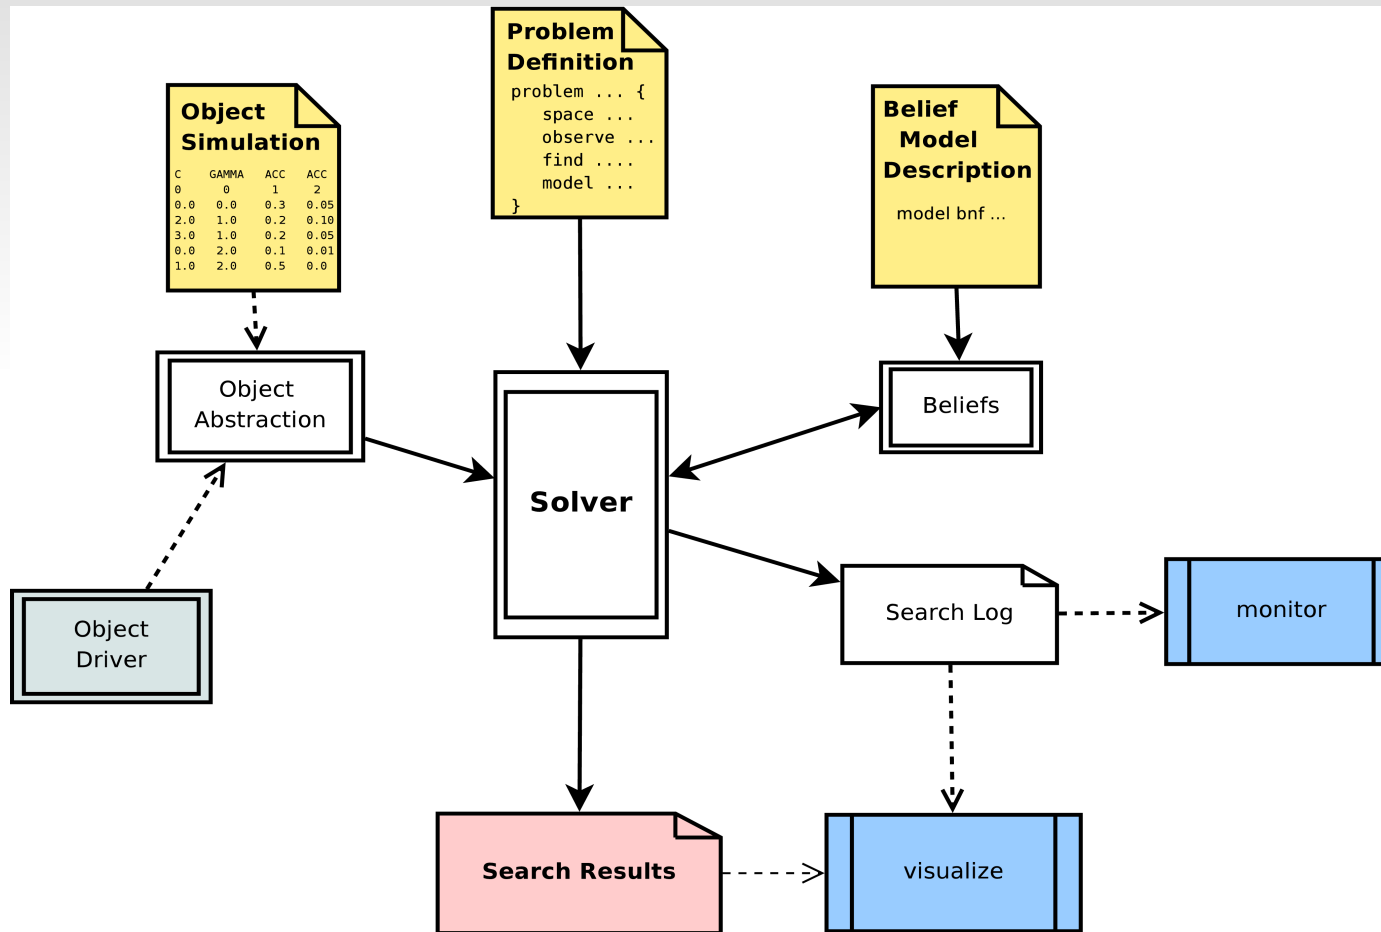 Problem
Definition
problem ... {
space ...
observe ...
find ....
model ...
}
Object
Simulation
C GAMMA ACC ACC
0 0 1 2
0.0 0.0 0.3 0.05
2.0 1.0 0.2 0.10
3.0 1.0 0.2 0.05
0.0 2.0 0.1 0.01
1.0 2.0 0.5 0.0
Belief
Model
Description
model bnf ...
Object
Abstraction
Beliefs
Solver
Object
Driver
Search Log
monitor
Search Results
visualize